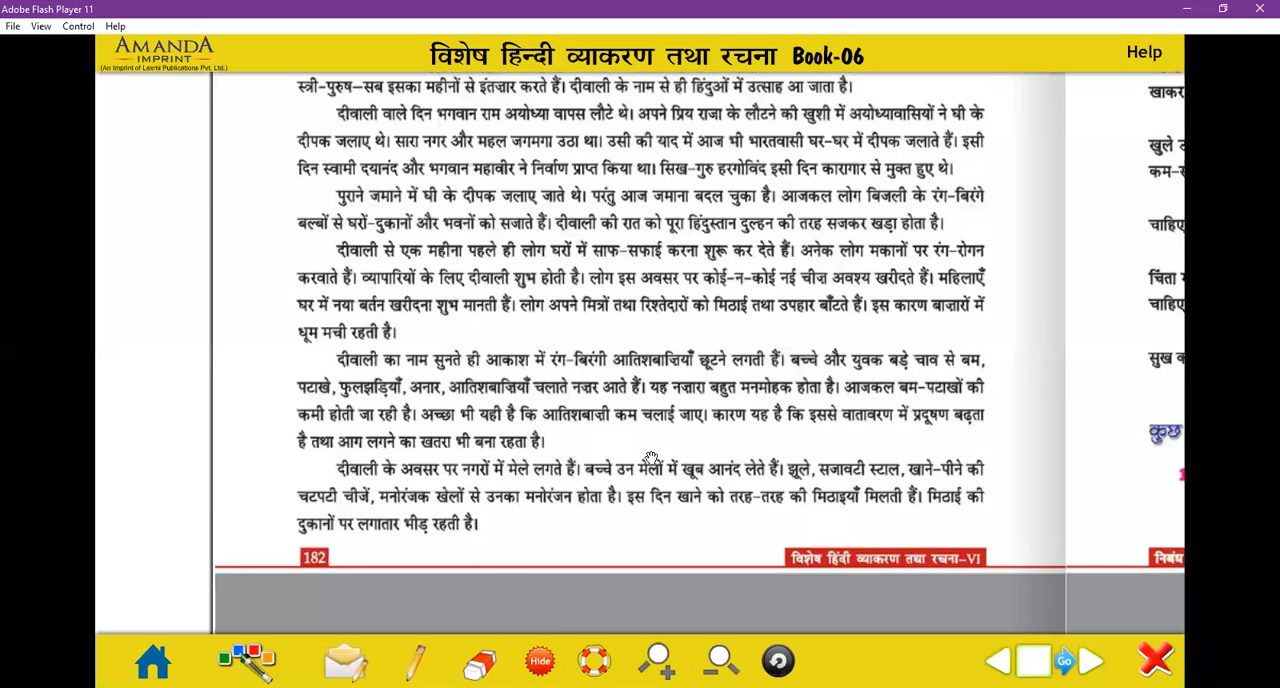 Adobe Flash Player 11
File View Control Help
AMANDA
IMPRINT
(An Imprint of Laxmi Publications Pvt. Ltd.)
विशेष हिन्दी व्याकरण तथा रचना Book-06
Help
स्त्री-पुरुष—सब इसका महीनों से इंतज़ार करते हैं। दीवाली के नाम से ही हिंदुओं में उत्साह आ जाता है।
दीवाली वाले दिन भगवान राम अयोध्या वापस लौटे थे। अपने प्रिय राजा के लौटने की खुशी में अयोध्यावासियों ने घी के
दीपक जलाए थे। सारा नगर और महल जगमगा उठा था। उसी की याद में आज भी भारतवासी घर-घर में दीपक जलाते हैं। इसी
दिन स्वामी दयानंद और भगवान महावीर ने निर्वाण प्राप्त किया था। सिख-गुरु हरगोविंद इसी दिन कारागार से मुक्त हुए थे।
पुराने जमाने में घी के दीपक जलाए जाते थे। परंतु आज जमाना बदल चुका है। आजकल लोग बिजली के रंग-बिरंगे
बल्बों से घरों-दुकानों और भवनों को सजाते हैं। दीवाली की रात को पूरा हिंदुस्तान दुल्हन की तरह सजकर खड़ा होता है।
दीवाली से एक महीना पहले ही लोग घरों में साफ-सफाई करना शुरू कर देते हैं। अनेक लोग मकानों पर रंग-रोगन
करवाते हैं। व्यापारियों के लिए दीवाली शुभ होती है। लोग इस अवसर पर कोई-न-कोई नई चीज अवश्य खरीदते हैं। महिलाएँ
घर में नया बर्तन खरीदना शुभ मानती हैं। लोग अपने मित्रों तथा रिश्तेदारों को मिठाई तथा उपहार बाँटते हैं। इस कारण बाज़ारों में
धूम मची रहती है।
दीवाली का नाम सुनते ही आकाश में रंग-बिरंगी आतिशबाज़ियाँ छूटने लगती हैं। बच्चे और युवक बड़े चाव से बम,
पटाखे, फुलझड़ियाँ, अनार, आतिशबाज़ियाँ चलाते नज़र आते हैं। यह नज़ारा बहुत मनमोहक होता है। आजकल बम-पटाखों की
कमी होती जा रही है। अच्छा भी यही है कि आतिशबाज़ी कम चलाई जाए। कारण यह है कि इससे वातावरण में प्रदूषण बढ़ता
है तथा आग लगने का खतरा भी बना रहता है।
दीवाली के अवसर पर नगरों में मेले लगते हैं। बच्चे उन मेलों में खूब आनंद लेते हैं। झूले, सजावटी स्टाल, खाने-पीने की
चटपटी चीजें, मनोरंजक खेलों से उनका मनोरंजन होता है। इस दिन खाने को तरह-तरह की मिठाइयाँ मिलती हैं। मिठाई की
दुकानों पर लगातार भीड़ रहती है।
182
विशेष हिंदी व्याकरण तथा रचना-VI
खाकर
खुले
चाहिए
चाहिए
सुख
कुछ
निबंध
Hide
Go